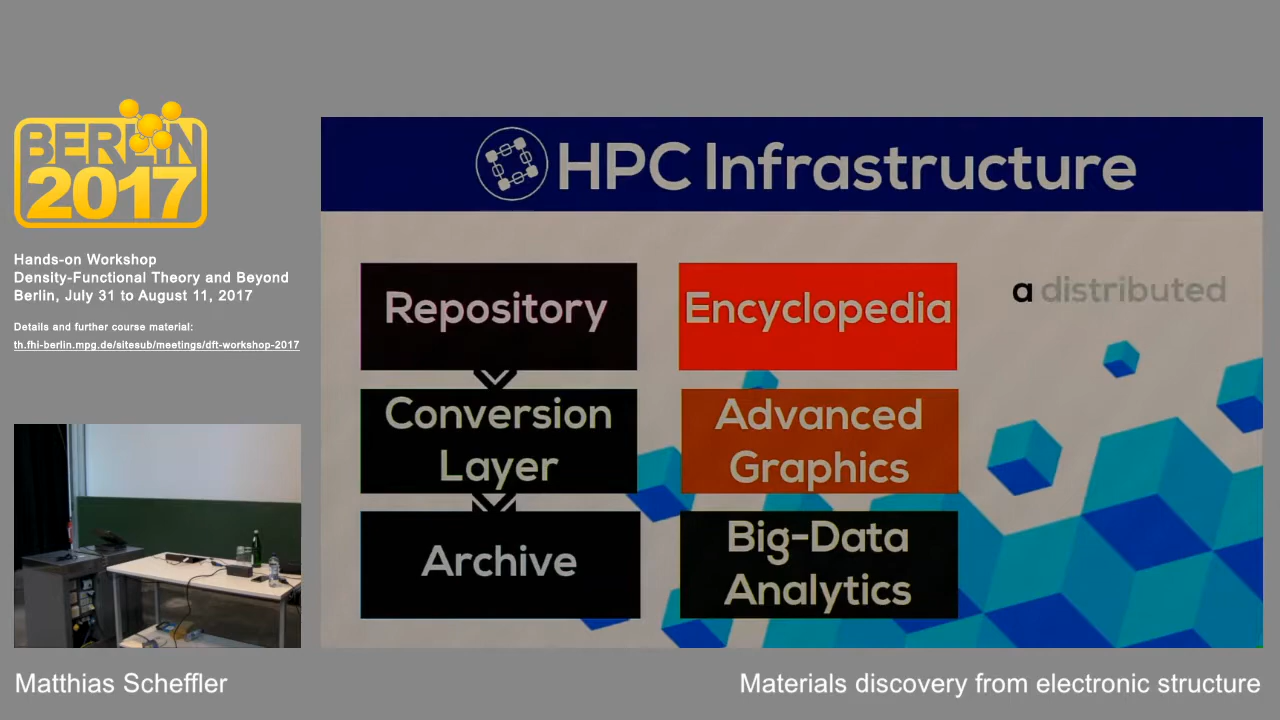 BERLIN
2017
Hands-on Workshop
Density-Functional Theory and Beyond
Berlin, July 31 to August 11, 2017
Details and further course material:
th.fhi-berlin.mpg.de/sitesub/meetings/dft-workshop-2017
HPC Infrastructure
Repository
Encyclopedia
a distributed
Conversion
Layer
Advanced
Graphics
Archive
Big-Data
Analytics
Matthias Scheffler
Materials discovery from electronic structure